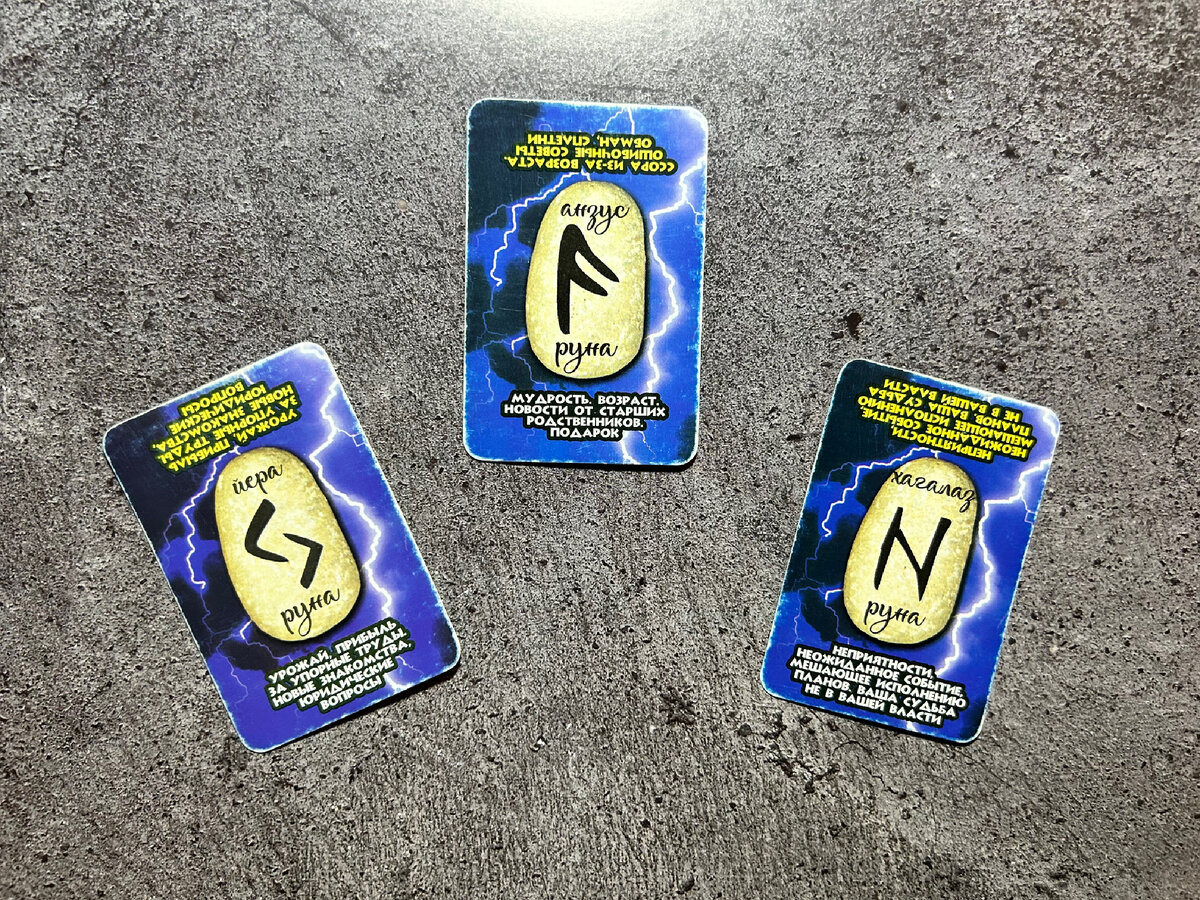 ССОРА ИЗ-ЗА ВОЗРАСТА,
ОШИБОЧНЫЕ СОВЕТЫ
ОБМАН, СПЛЕТНИ
анзус
руна
МУДРОСТЬ. ВОЗРАСТ.
НОВОСТИ ОТ СТАРШИХ
РОДСТВЕННИКОВ.
ПОДАРОК
УРОЖАЙ, ПРИБЫЛЬ
ЗА УПОРНЫЕ ТРУДЫ,
НОВЫЕ ЗНАКОМСТВА,
ЮРИДИЧЕСКИЕ
ВОПРОСЫ
йера
руна
УРОЖАЙ, ПРИБЫЛЬ
ЗА УПОРНЫЕ ТРУДЫ,
НОВЫЕ ЗНАКОМСТВА,
ЮРИДИЧЕСКИЕ
ВОПРОСЫ
НЕПРИЯТНОСТИ,
НЕОЖИДАННОЕ СОБЫТИЕ,
МЕШАЮЩЕЕ ИСПОЛНЕНИЮ
ПЛАНОВ. ВАША СУДЬБА
НЕ В ВАШЕЙ ВЛАСТИ
хагалаз
руна
НЕПРИЯТНОСТИ,
НЕОЖИДАННОЕ СОБЫТИЕ,
МЕШАЮЩЕЕ ИСПОЛНЕНИЮ
ПЛАНОВ. ВАША СУДЬБА
НЕ В ВАШЕЙ ВЛАСТИ